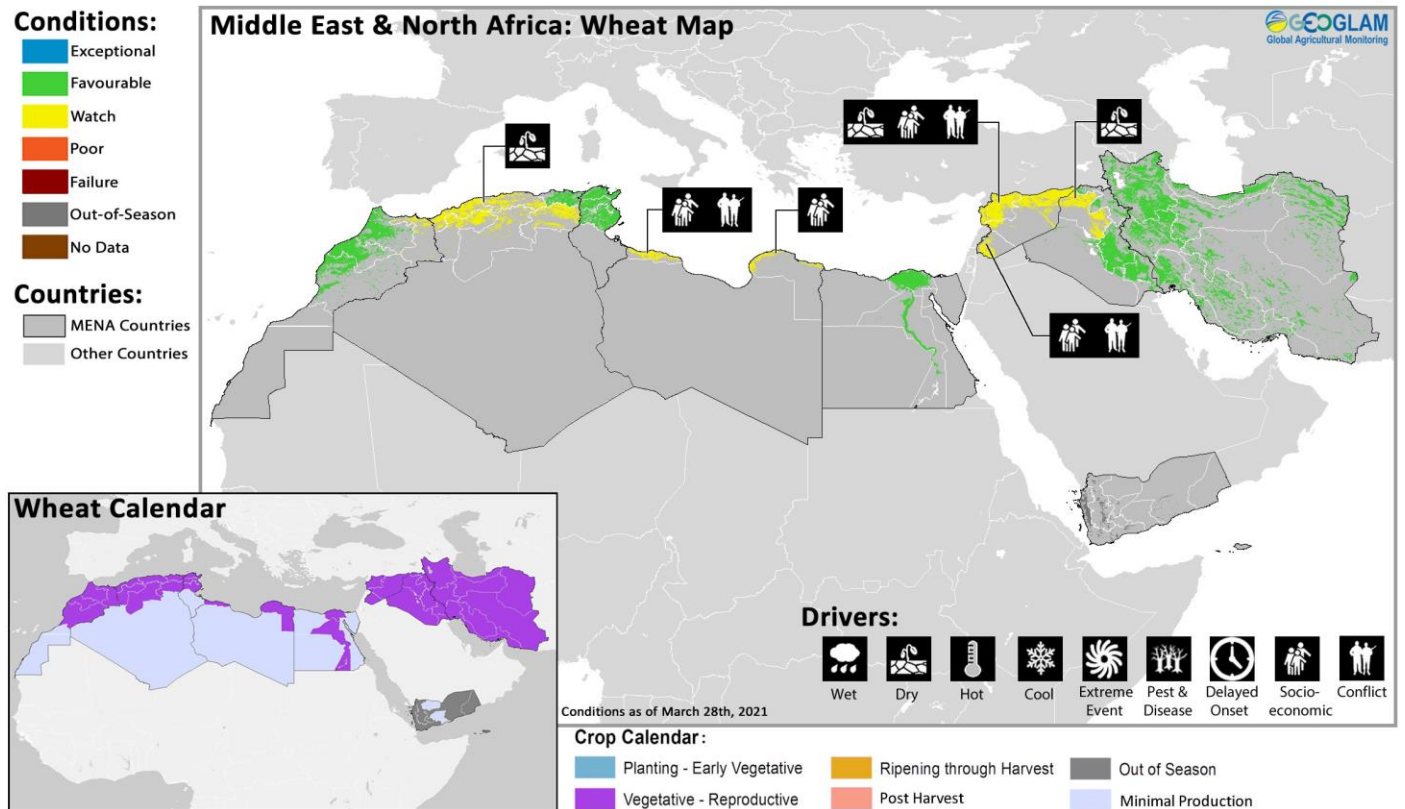 Conditions:
Exceptional
Favourable
Watch
Poor
Failure
Out-of-Season
No Data
Countries:
MENA Countries
Other Countries
Middle East & North Africa: Wheat Map
GEOGLAM
Global Agricultural Monitoring
Wheat Calendar
Drivers:
Wet
Dry
Hot
Cool
Extreme
Event
Pest &
Disease
Delayed
Onset
Socio-
economic
Conflict
Conditions as of March 28th, 2021
Crop Calendar:
Planting - Early Vegetative
Ripening through Harvest
Out of Season
Vegetative - Reproductive
Post Harvest
Minimal Production